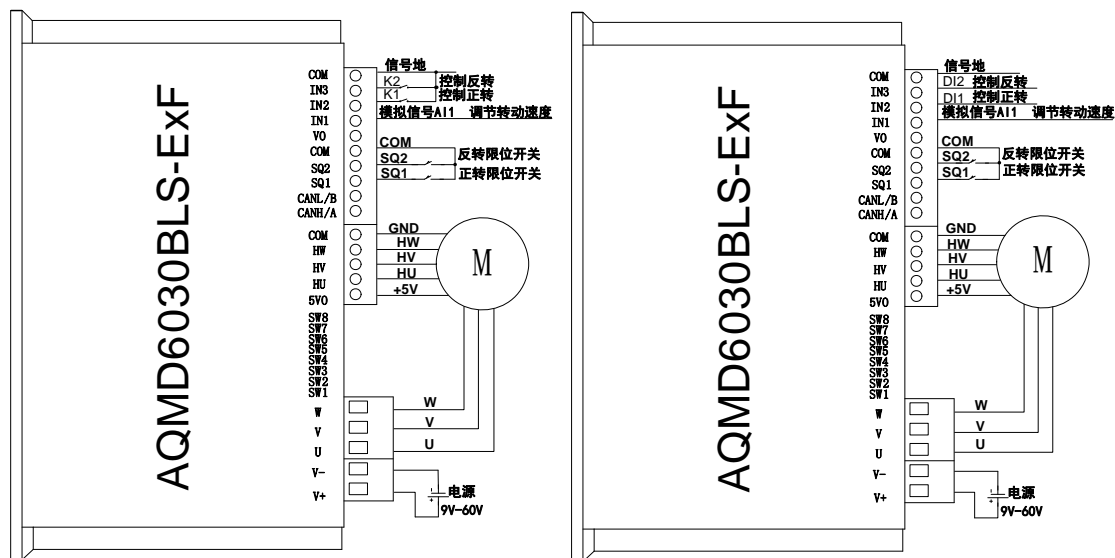 AQMD6030BLS-ExF
COM
IN3
IN2
IN1
VO
COM
SQ2
SQ1
CANL/B
CANH/A
COM
HW
HV
HU
5VO
SW8
SW7
SW6
SW5
SW4
SW3
SW2
SW1
W
V
U
V-
V+
信号地
K2 控制反转
K1 控制正转
模拟信号AI1 调节转动速度
COM
SQ2 反转限位开关
SQ1 正转限位开关
GND
HW
HV
HU
+5V
M
W
V
U
电源
9V-60V
AQMD6030BLS-ExF
COM
IN3
IN2
IN1
VO
COM
SQ2
SQ1
CANL/B
CANH/A
COM
HW
HV
HU
5VO
SW8
SW7
SW6
SW5
SW4
SW3
SW2
SW1
W
V
U
V-
V+
信号地
DI2 控制反转
DI1 控制正转
模拟信号AI1 调节转动速度
COM
SQ2 反转限位开关
SQ1 正转限位开关
GND
HW
HV
HU
+5V
M
W
V
U
电源
9V-60V